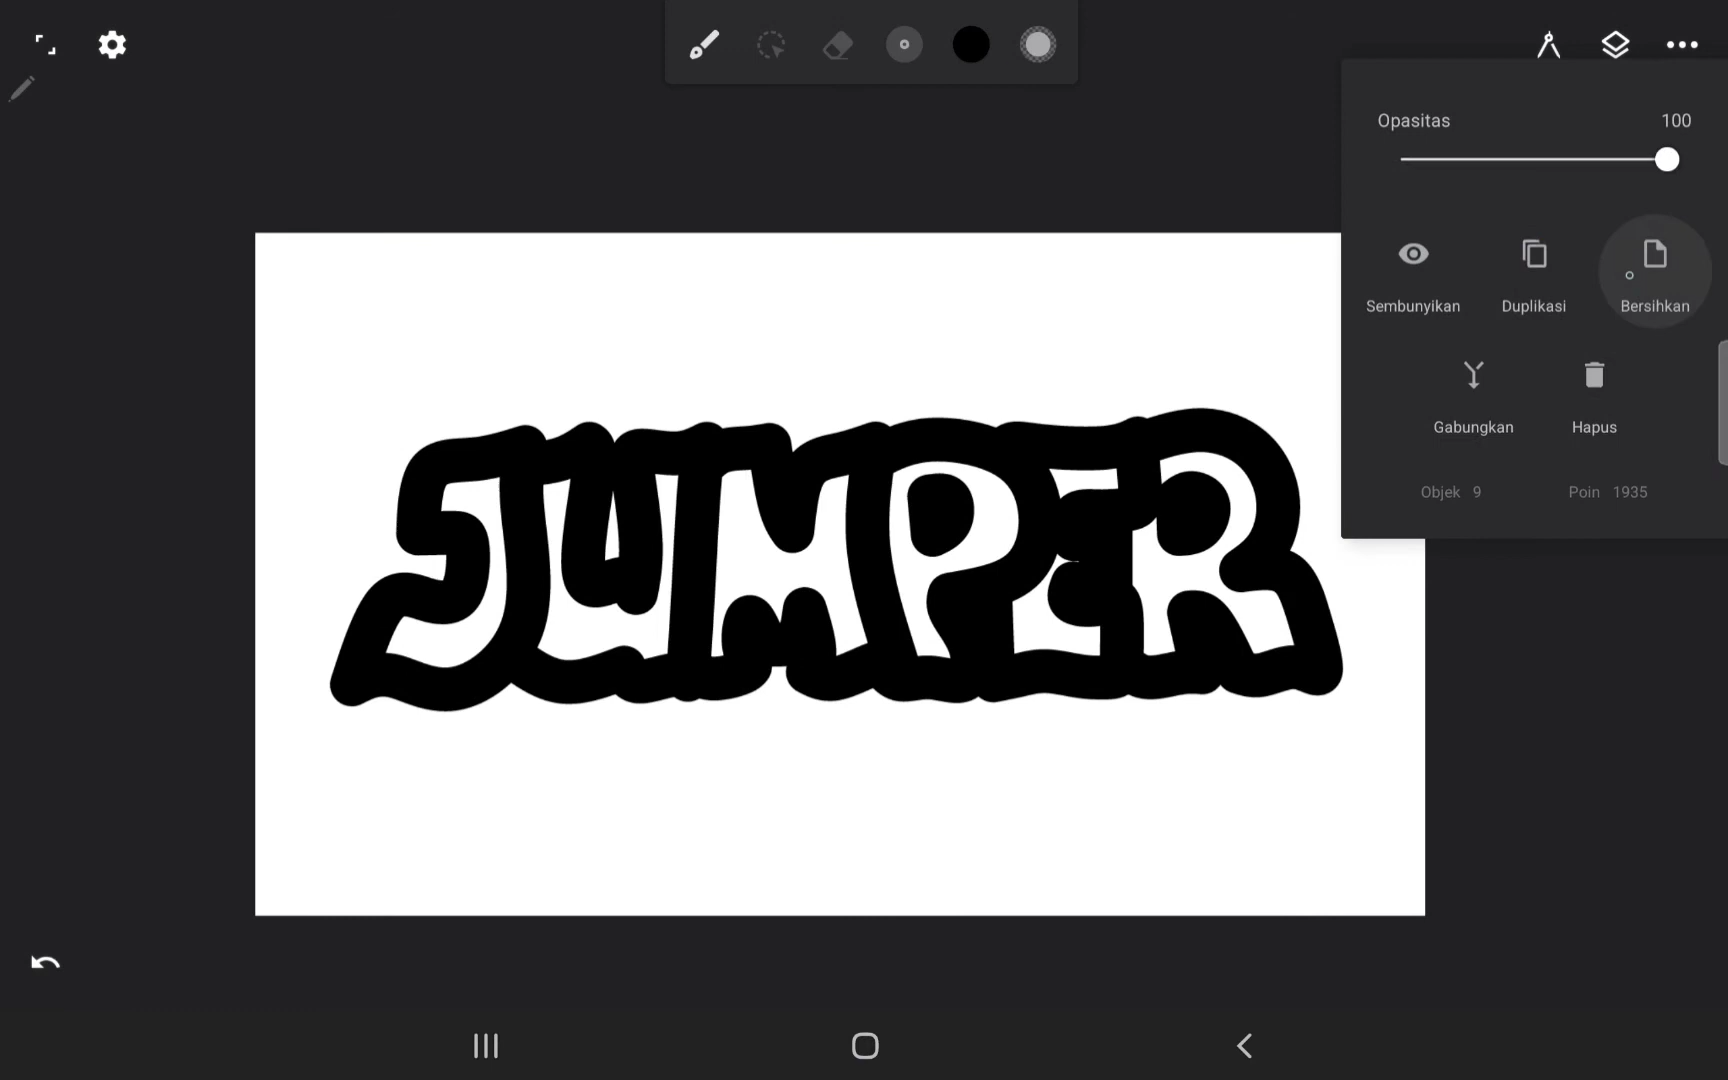 Opasitas 100
Sembunyikan Duplikasi Bersihkan
Gabungkan Hapus
Objek 9 Poin 1935
JUMPER